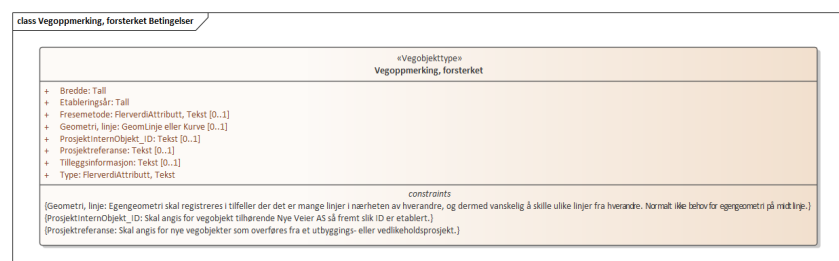 class Vegoppmerking, forsterket Betingelser
«Vegobjekttype»
Vegoppmerking, forsterket
+ Bredde: Tall
+ Etableringsår: Tall
+ Fresemetode: FlerverdiAttributt, Tekst [0..1]
+ Geometri, linje: GeomLinje eller Kurve [0..1]
+ ProsjektInternObjekt_ID: Tekst [0..1]
+ Prosjektreferanse: Tekst [0..1]
+ Tilleggsinformasjon: Tekst [0..1]
+ Type: FlerverdiAttributt, Tekst
constraints
{Geometri, linje: Egengeometri skal registreres i tilfeller der det er mange linjer i nærheten av hverandre, og dermed vanskelig å skille ulike linjer fra hverandre. Normalt ikke behov for egengeometri på midtlinje.}
{ProsjektInternObjekt_ID: Skal angis for vegobjekt tilhørende Nye Veier AS så fremt slik ID er etablert.}
{Prosjektreferanse: Skal angis for nye vegobjekter som overføres fra et utbyggings- eller vedlikeholdsprosjekt.}